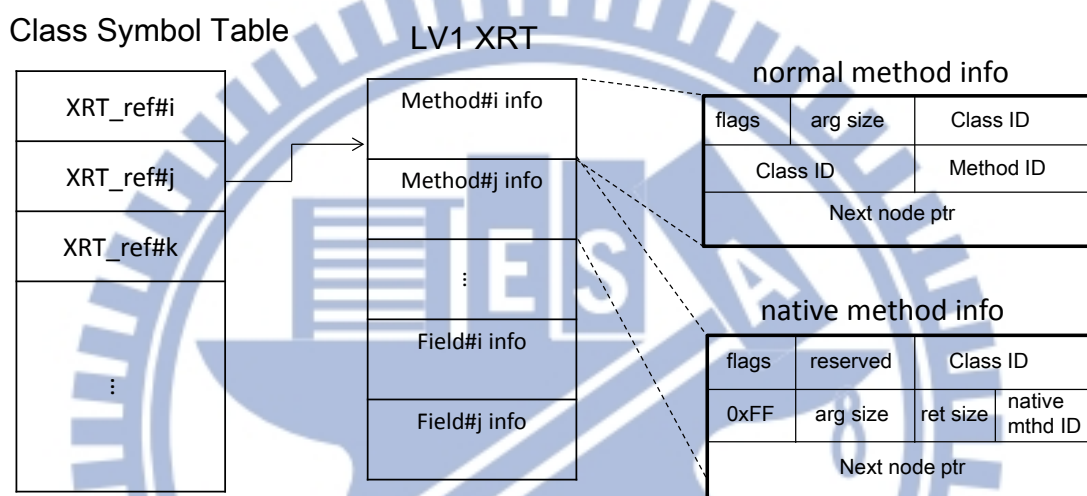 Class Symbol Table
XRT_ref#i
XRT_ref#j
XRT_ref#k
...
LV1 XRT
Method#i info
Method#j info
...
Field#i info
Field#j info
normal method info
flags arg size Class ID
Class ID Method ID
Next node ptr
native method info
flags reserved Class ID
0xFF arg size ret size native
mthd ID
Next node ptr
E S A
8